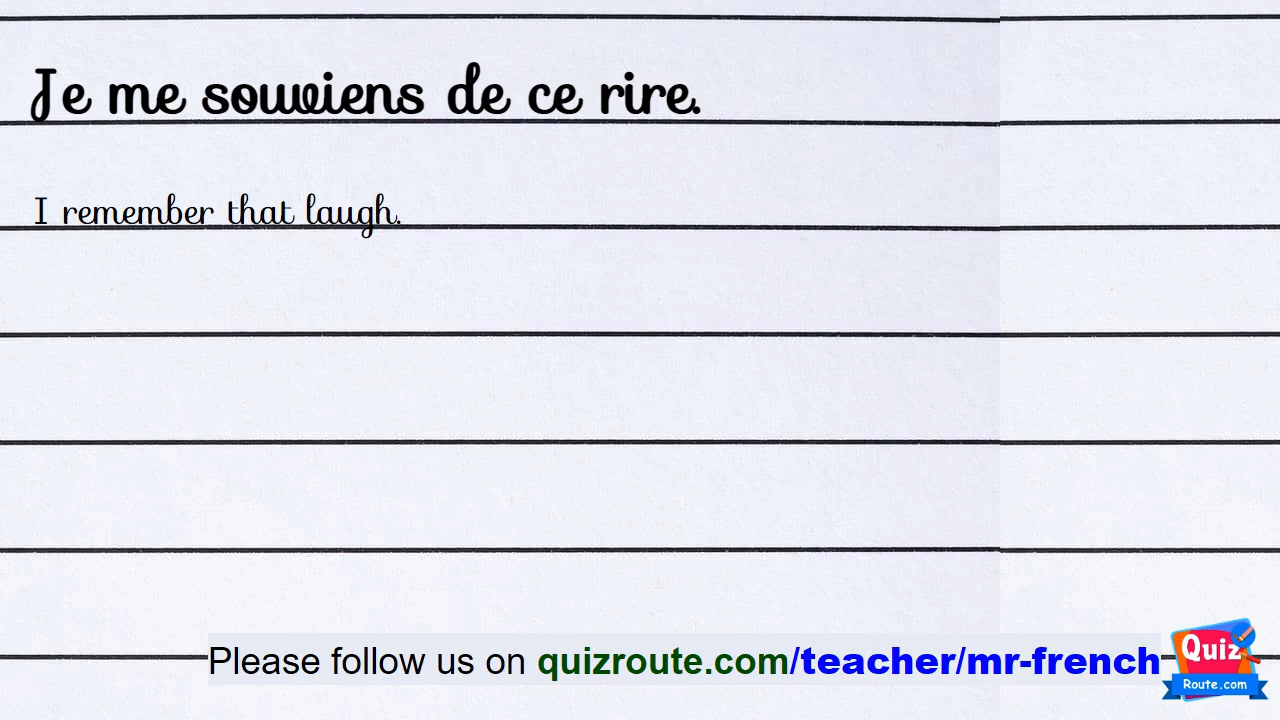 Je me souviens de ce rire.
I remember that laugh.
Please follow us on quizroute.com/teacher/mr-french
Quiz
Route.com